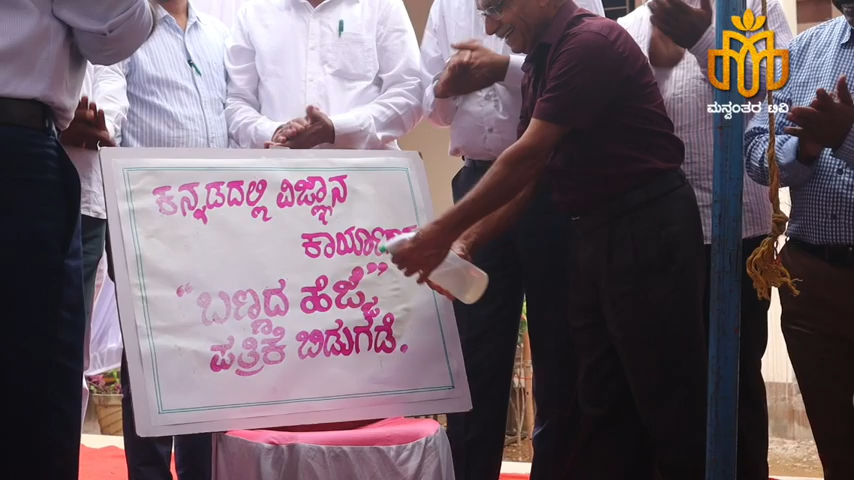 ಮನ್ವಂತರ ಟಿವಿ
ಕನ್ನಡದಲ್ಲಿ ವಿಜ್ಞಾನ
"ಬಣ್ಣದ ಹೆಜ್ಜೆ"
ಪತ್ರಿಕೆ ಬಿಡುಗಡೆ.